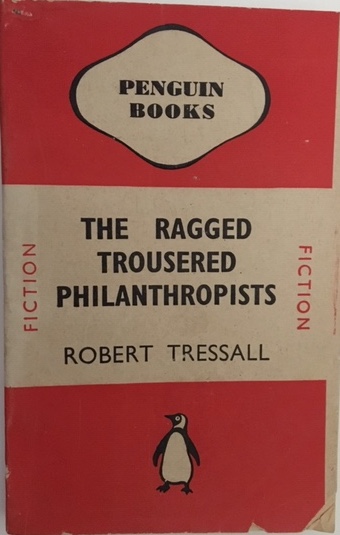 PENGUIN
BOOKS
THE RAGGED
TROUSERED
PHILANTHROPISTS
ROBERT TRESSALL
FICTION
FICTION